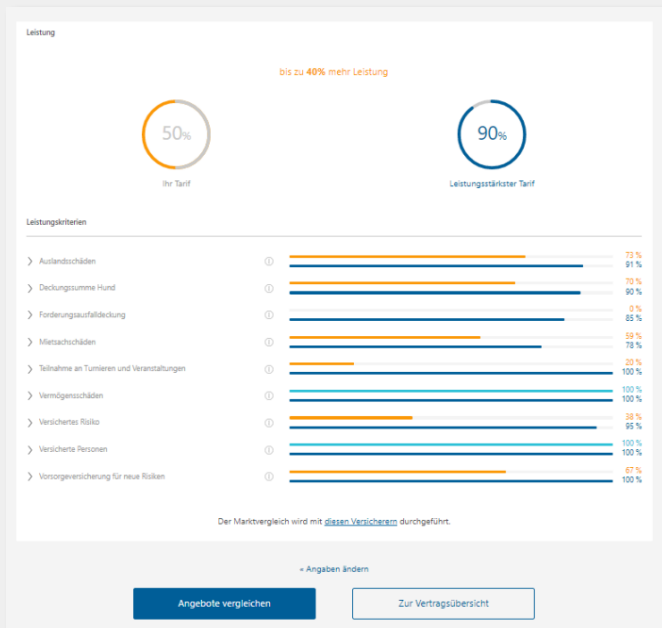 Leistung
bis zu 40% mehr Leistung
50%
90%
Ihr Tarif
Leistungsstärkster Tarif
Leistungskriterien
Auslandsschäden
73 %
91 %
Deckungssumme Hund
70 %
90 %
Forderungsausfalldeckung
0 %
85 %
Mietsachschäden
59 %
78 %
Teilnahme an Turnieren und Veranstaltungen
20 %
100 %
Vermögensschäden
100 %
100 %
Versichertes Risiko
38 %
95 %
Versicherte Personen
100 %
100 %
Vorsorgeversicherung für neue Risiken
67 %
100 %
Der Marktvergleich wird mit diesen Versicherern durchgeführt.
« Angaben ändern
Angebote vergleichen
Zur Vertragsübersicht